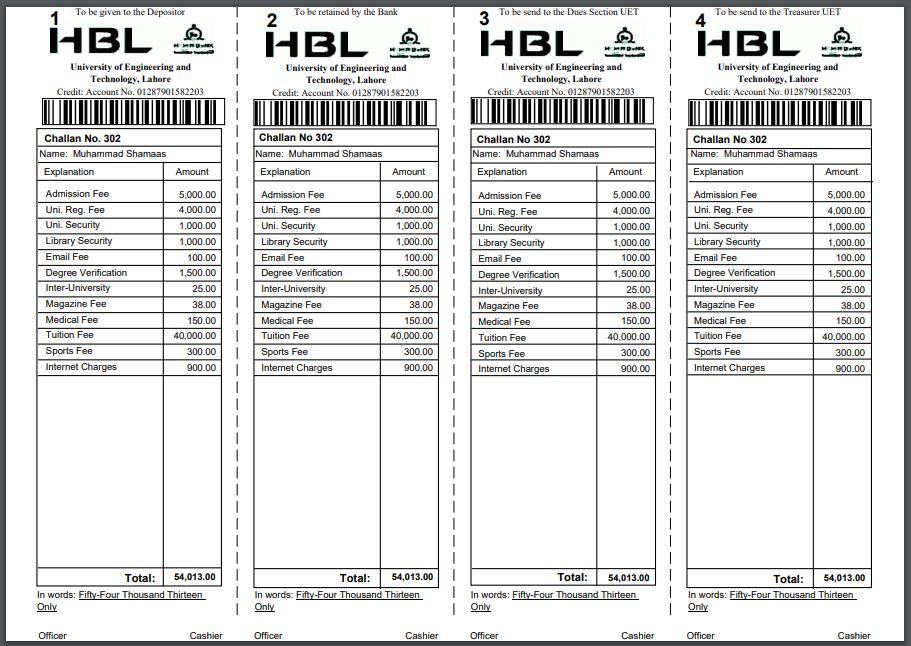 1 To be given to the Depositor
HBL
University of Engineering and
Technology, Lahore
Credit: Account No. 01287901582203
Challan No. 302
Name: Muhammad Shamaas
Explanation Amount
Admission Fee 5,000.00
Uni. Reg. Fee 4,000.00
Uni. Security 1,000.00
Library Security 1,000.00
Email Fee 100.00
Degree Verification 1,500.00
Inter-University 25.00
Magazine Fee 38.00
Medical Fee 150.00
Tuition Fee 40,000.00
Sports Fee 300.00
Internet Charges 900.00
Total: 54,013.00
In words: Fifty-Four Thousand Thirteen
Only
Officer Cashier
2 To be retained by the Bank
HBL
University of Engineering and
Technology, Lahore
Credit: Account No. 01287901582203
Challan No 302
Name: Muhammad Shamaas
Explanation Amount
Admission Fee 5,000.00
Uni. Reg. Fee 4,000.00
Uni. Security 1,000.00
Library Security 1,000.00
Email Fee 100.00
Degree Verification 1,500.00
Inter-University 25.00
Magazine Fee 38.00
Medical Fee 150.00
Tuition Fee 40,000.00
Sports Fee 300.00
Internet Charges 900.00
Total: 54,013.00
In words: Fifty-Four Thousand Thirteen
Only
Officer Cashier
3 To be send to the Dues Section UET
HBL
University of Engineering and
Technology, Lahore
Credit: Account No. 01287901582203
Challan No 302
Name: Muhammad Shamaas
Explanation Amount
Admission Fee 5,000.00
Uni. Reg. Fee 4,000.00
Uni. Security 1,000.00
Library Security 1,000.00
Email Fee 100.00
Degree Verification 1,500.00
Inter-University 25.00
Magazine Fee 38.00
Medical Fee 150.00
Tuition Fee 40,000.00
Sports Fee 300.00
Internet Charges 900.00
Total: 54,013.00
In words: Fifty-Four Thousand Thirteen
Only
Officer Cashier
4 To be send to the Treasurer UET
HBL
University of Engineering and
Technology, Lahore
Credit: Account No. 01287901582203
Challan No 302
Name: Muhammad Shamaas
Explanation Amount
Admission Fee 5,000.00
Uni. Reg. Fee 4,000.00
Uni. Security 1,000.00
Library Security 1,000.00
Email Fee 100.00
Degree Verification 1,500.00
Inter-University 25.00
Magazine Fee 38.00
Medical Fee 150.00
Tuition Fee 40,000.00
Sports Fee 300.00
Internet Charges 900.00
Total: 54,013.00
In words: Fifty-Four Thousand Thirteen
Only
Officer Cashier